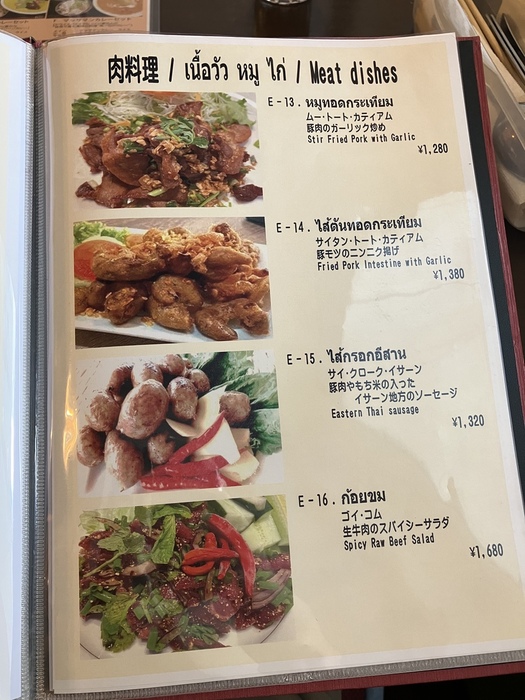 肉料理 / เนื้อวัว หมู ไก่ / Meat dishes
E-13. หมูทอดกระเทียม
ムー・トート・カティアム
豚肉のガーリック炒め
Stir Fried Pork with Garlic
¥1,280
E-14. ไส้ตันทอดกระเทียม
サイタン・トート・カティアム
豚モツのニンニク揚げ
Fried Pork Intestine with Garlic
¥1,380
E-15. ไส้กรอกอีสาน
サイ・クローク・イサーン
豚肉やもち米の入った
イサーン地方のソーセージ
Eastern Thai sausage
¥1,320
E-16. ก้อยขม
ゴイ・コム
生牛肉のスパイシーサラダ
Spicy Raw Beef Salad
¥1,680